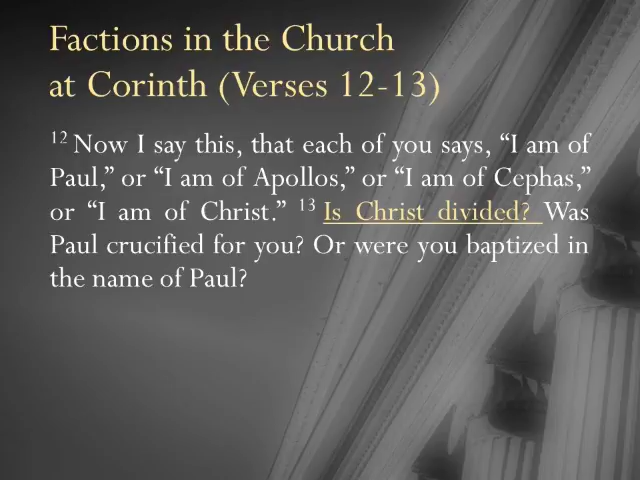 Factions in the Church
at Corinth (Verses 12-13)
12 Now I say this, that each of you says, “I am of
Paul,” or “I am of Apollos,” or “I am of Cephas,”
or “I am of Christ.” 13 Is Christ divided? Was
Paul crucified for you? Or were you baptized in
the name of Paul?